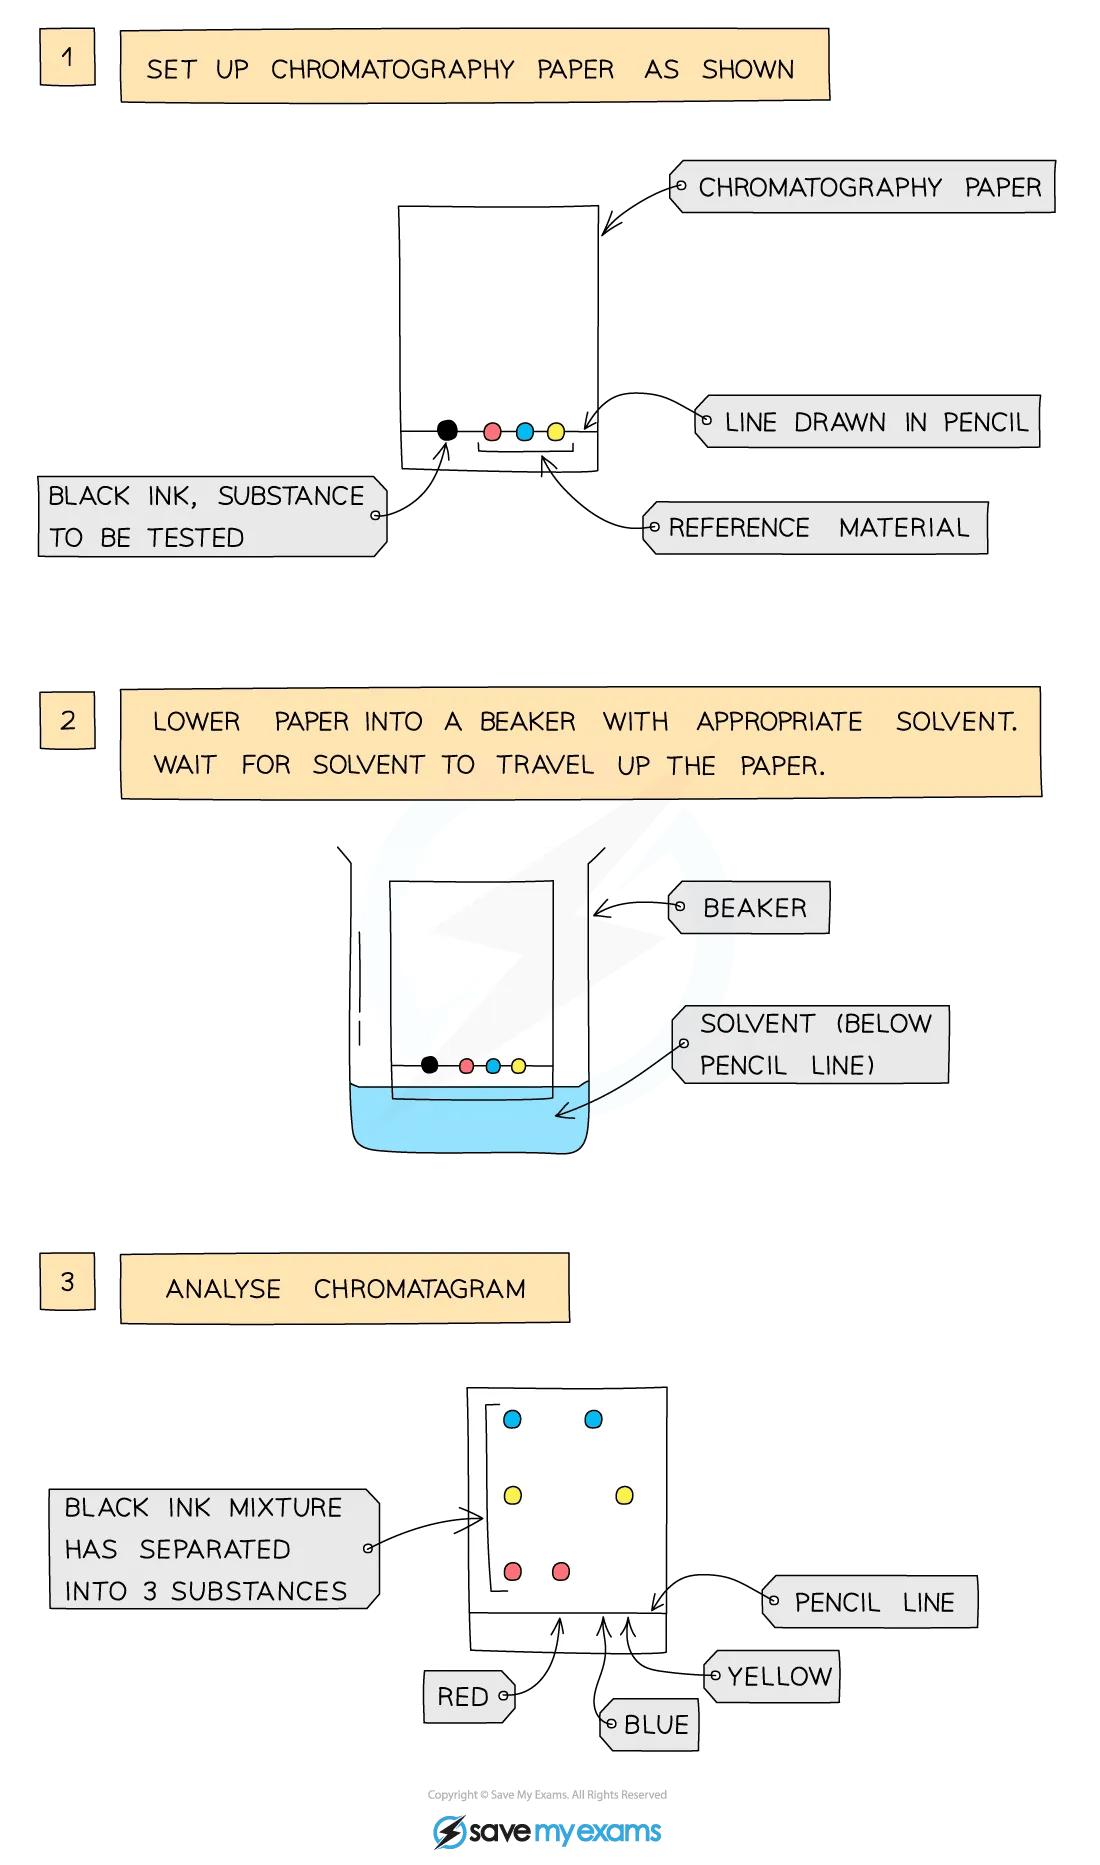 1
SET UP CHROMATOGRAPHY PAPER AS SHOWN
CHROMATOGRAPHY PAPER
LINE DRAWN IN PENCIL
BLACK INK, SUBSTANCE
TO BE TESTED
REFERENCE MATERIAL
2
LOWER PAPER INTO A BEAKER WITH APPROPRIATE SOLVENT.
WAIT FOR SOLVENT TO TRAVEL UP THE PAPER.
BEAKER
SOLVENT (BELOW
PENCIL LINE)
3
ANALYSE CHROMATAGRAM
BLACK INK MIXTURE
HAS SEPARATED
INTO 3 SUBSTANCES
PENCIL LINE
YELLOW
RED
BLUE
Copyright © Save My Exams. All Rights Reserved
savemyexams